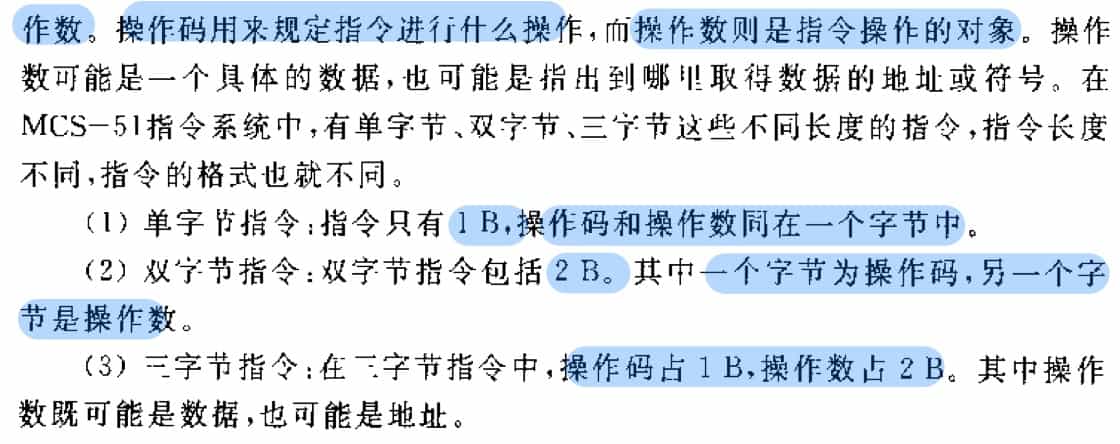 作数。操作码用来规定指令进行什么操作,而操作数则是指令操作的对象。操作
数可能是一个具体的数据,也可能是指出到哪里取得数据的地址或符号。在
MCS-51指令系统中,有单字节、双字节、三字节这些不同长度的指令,指令长度
不同,指令的格式也就不同。
(1) 单字节指令:指令只有 1 B,操作码和操作数同在一个字节中。
(2) 双字节指令:双字节指令包括 2 B。其中一个字节为操作码,另一个字
节是操作数。
(3) 三字节指令:在三字节指令中,操作码占 1 B,操作数占 2 B。其中操作
数既可能是数据,也可能是地址。